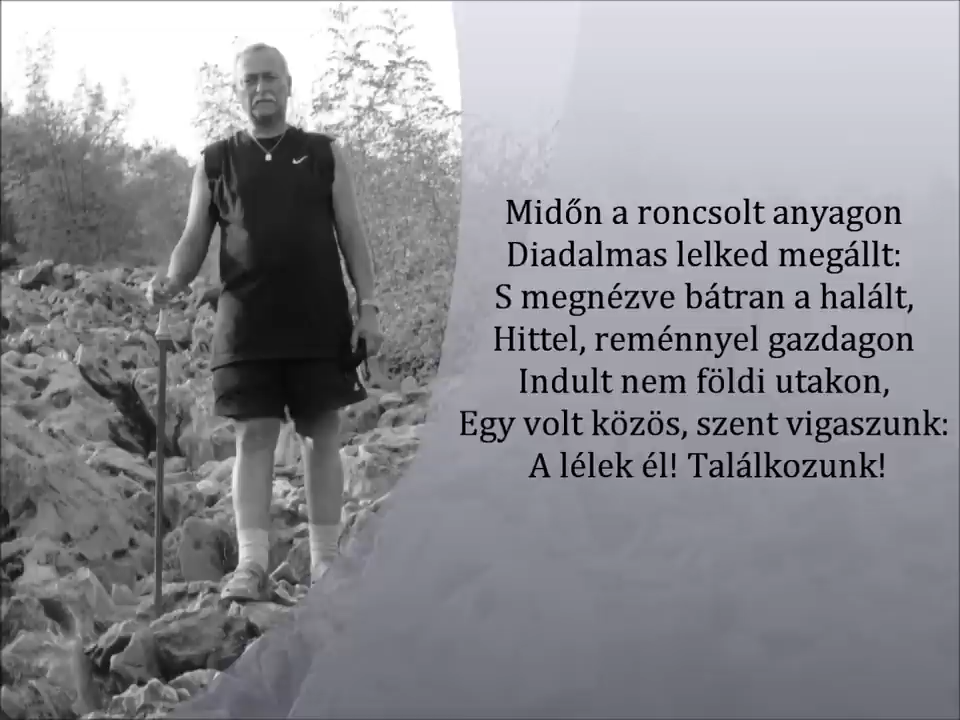 Midőn a roncsolt anyagon
Diadalmas lelked megállt:
S megnézve bátran a halált,
Hittel, reménnyel gazdagon
Indult nem földi utakon,
Egy volt közös, szent vigaszunk:
A lélek él! Találkozunk!